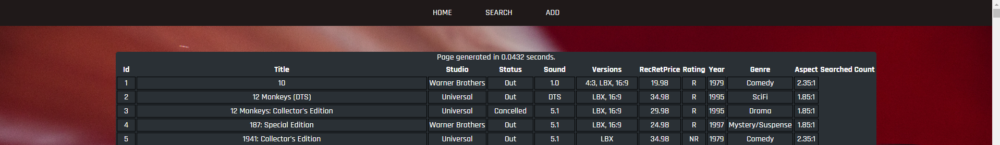 HOME SEARCH ADD
Page generated in 0.0432 seconds.
Id Title Studio Status Sound Versions RecRetPrice Rating Year Genre Aspect Searched Count
1 10 Warner Brothers Out 1.0 4:3, LBX, 16:9 19.98 R 1979 Comedy 2.35:1
2 12 Monkeys (DTS) Universal Out DTS LBX, 16:9 34.98 R 1995 SciFi 1.85:1
3 12 Monkeys: Collector's Edition Universal Cancelled 5.1 LBX, 16:9 29.98 R 1995 Drama 1.85:1
4 187: Special Edition Warner Brothers Out 5.1 LBX, 16:9 24.98 R 1997 Mystery/Suspense 1.85:1
5 1941: Collector's Edition Universal Out 5.1 LBX 34.98 NR 1979 Comedy 2.35:1